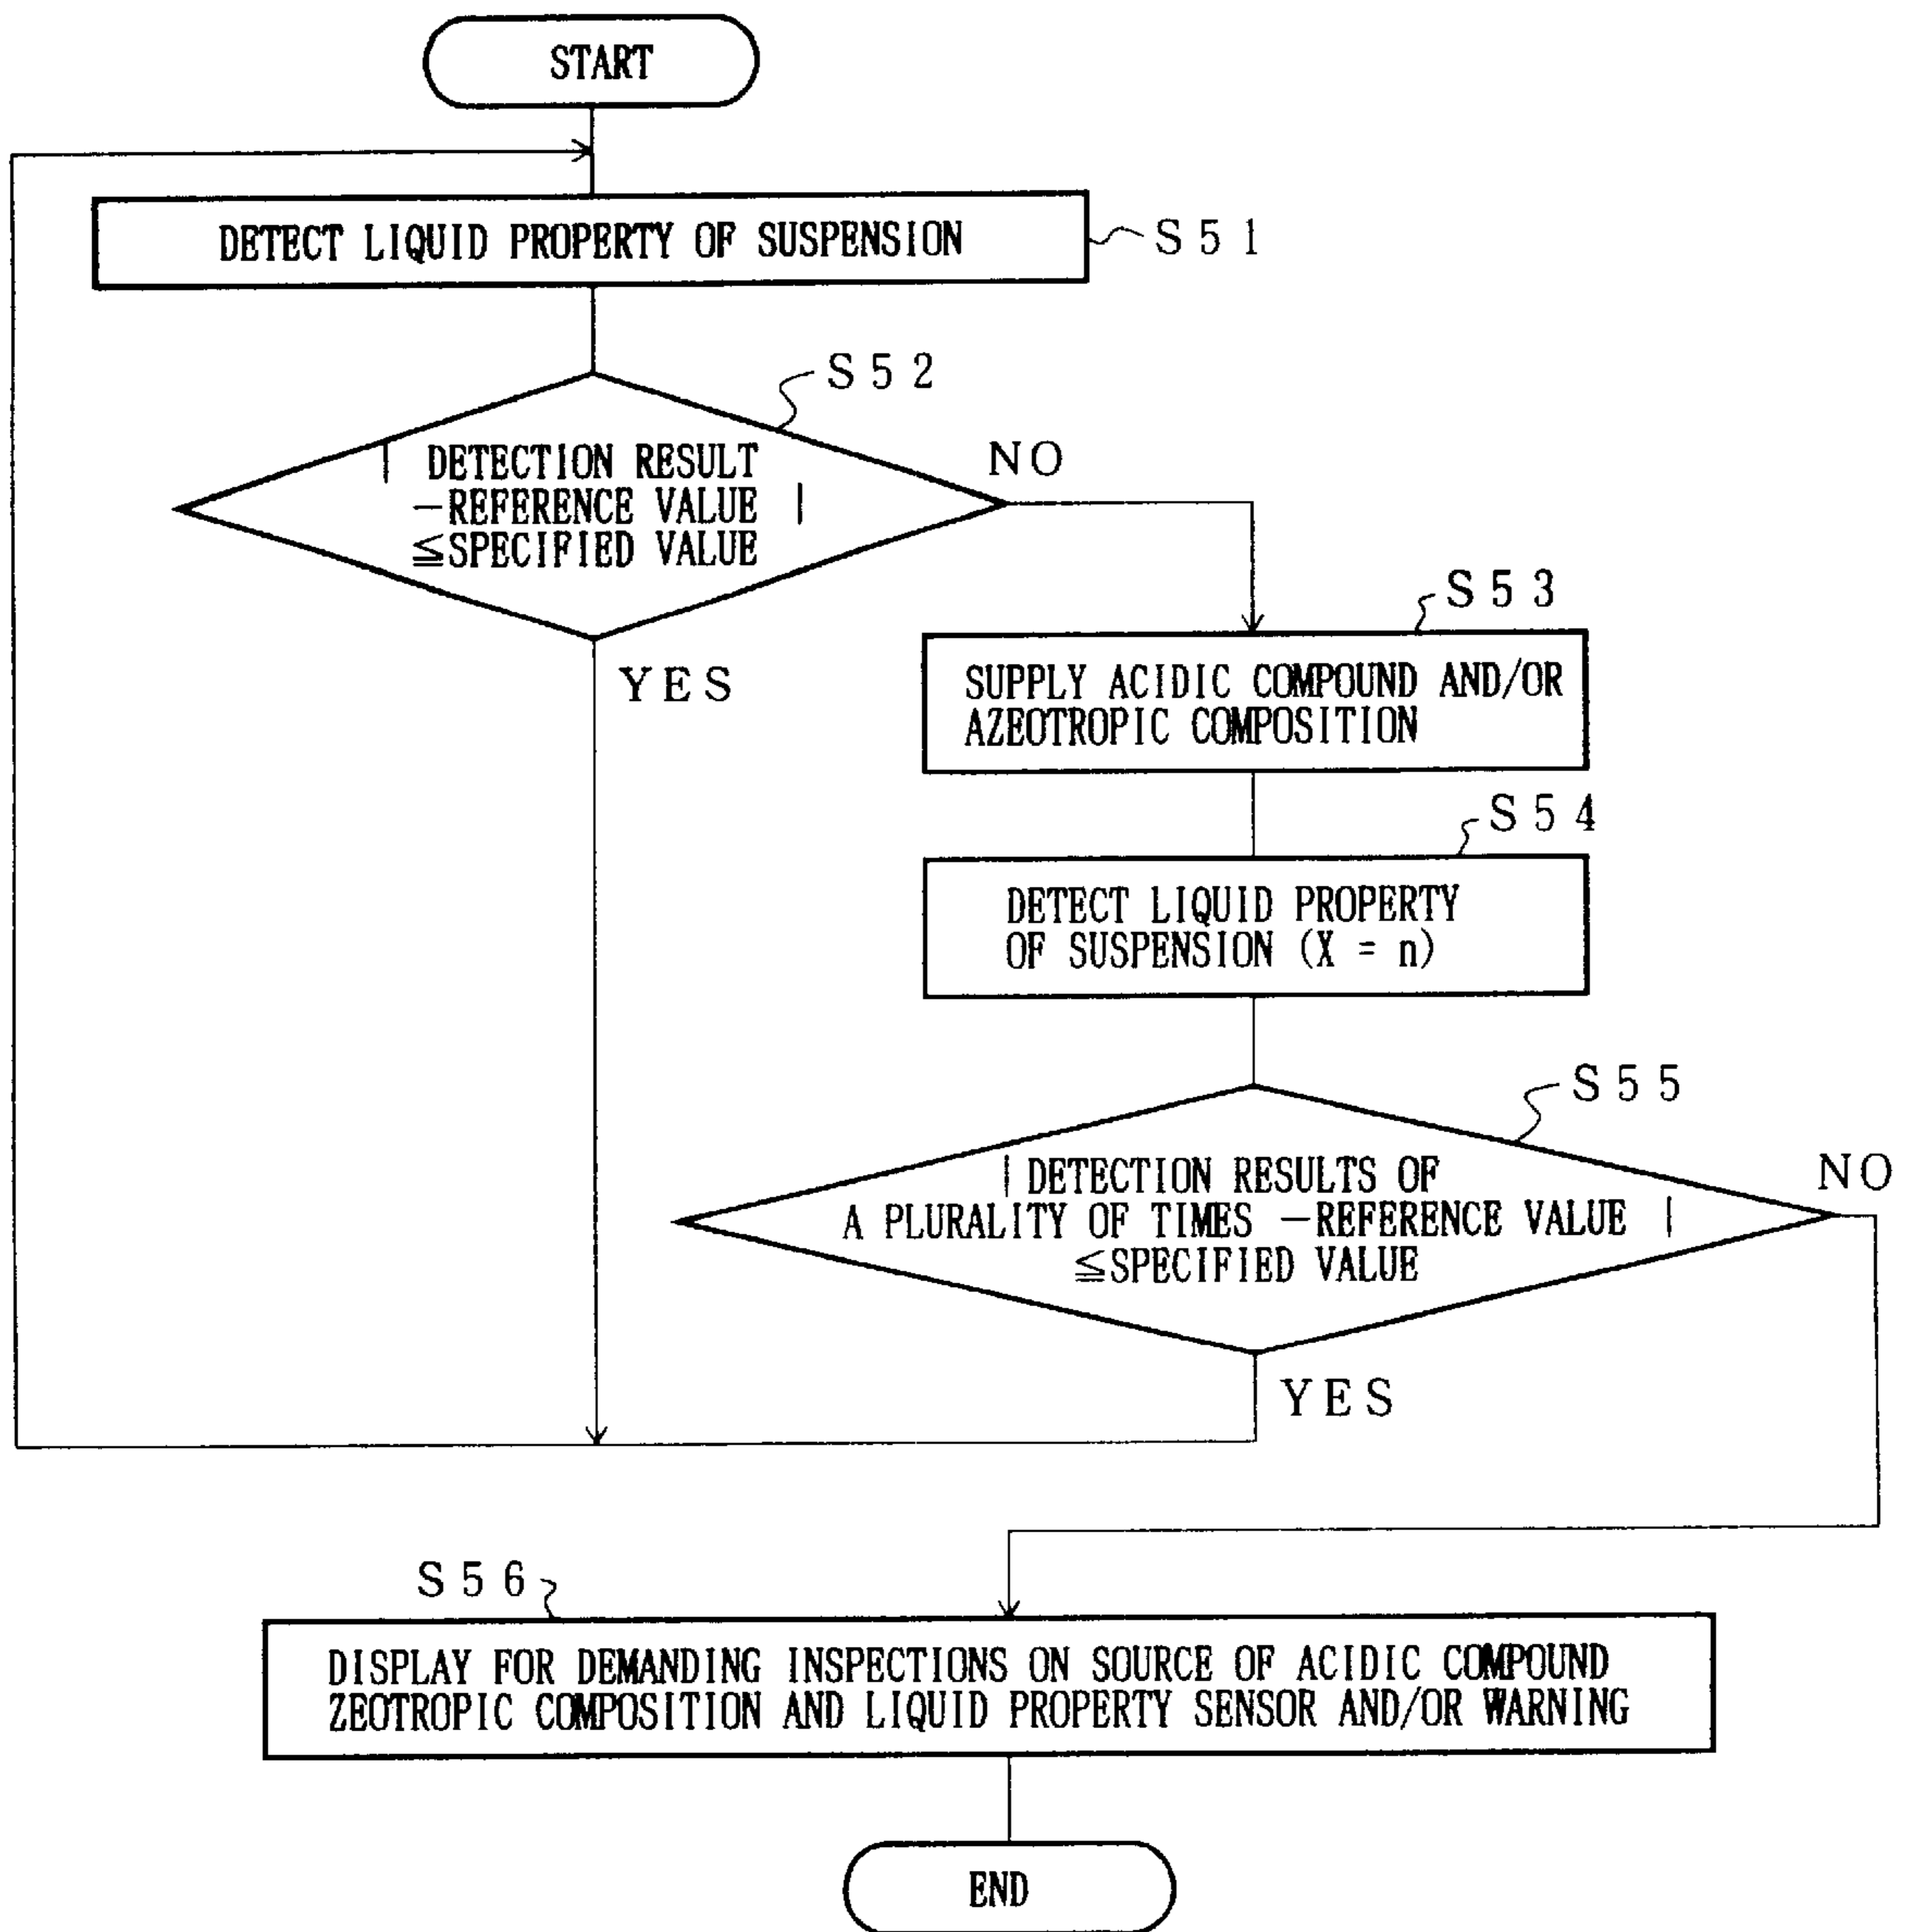 START
DETECT LIQUID PROPERTY OF SUSPENSION
S51
S52
| DETECTION RESULT
−REFERENCE VALUE |
≦SPECIFIED VALUE
NO
YES
S53
SUPPLY ACIDIC COMPOUND AND/OR
AZEOTROPIC COMPOSITION
S54
DETECT LIQUID PROPERTY
OF SUSPENSION (X = n)
S55
| DETECTION RESULTS OF
A PLURALITY OF TIMES −REFERENCE VALUE |
≦SPECIFIED VALUE
NO
YES
S56
DISPLAY FOR DEMANDING INSPECTIONS ON SOURCE OF ACIDIC COMPOUND
ZEOTROPIC COMPOSITION AND LIQUID PROPERTY SENSOR AND/OR WARNING
END